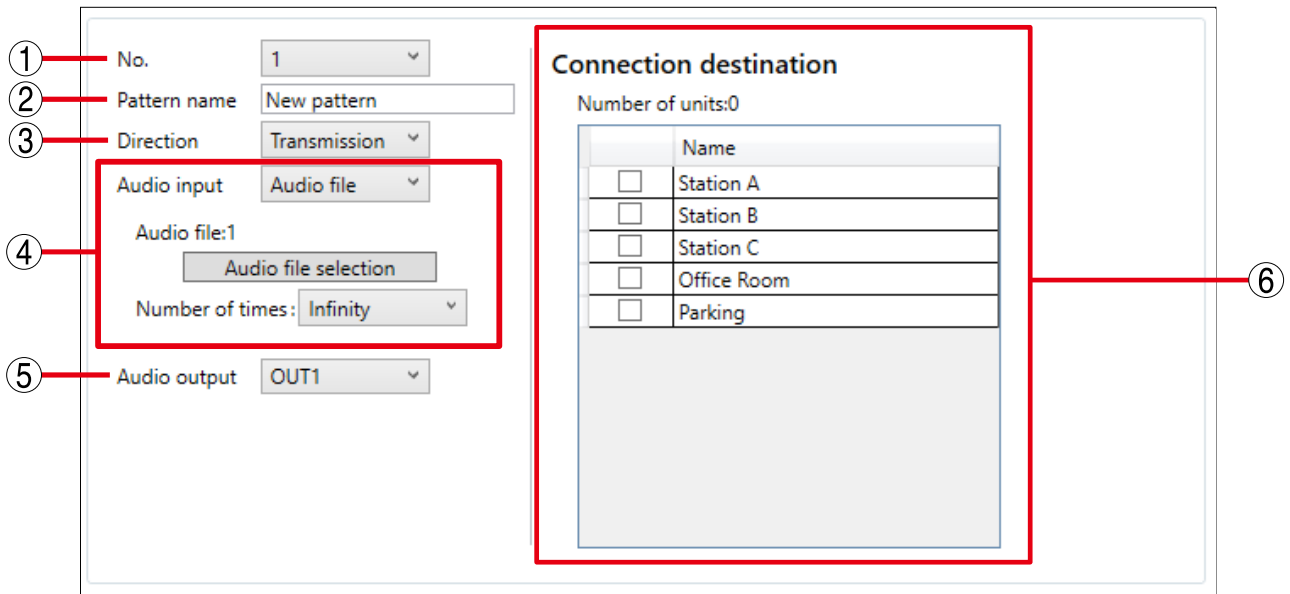 ① No. 1
② Pattern name New pattern
③ Direction Transmission
④ Audio input Audio file
Audio file:1
Audio file selection
Number of times : Infinity
⑤ Audio output OUT1
⑥ Connection destination
Number of units:0
Name
Station A
Station B
Station C
Office Room
Parking